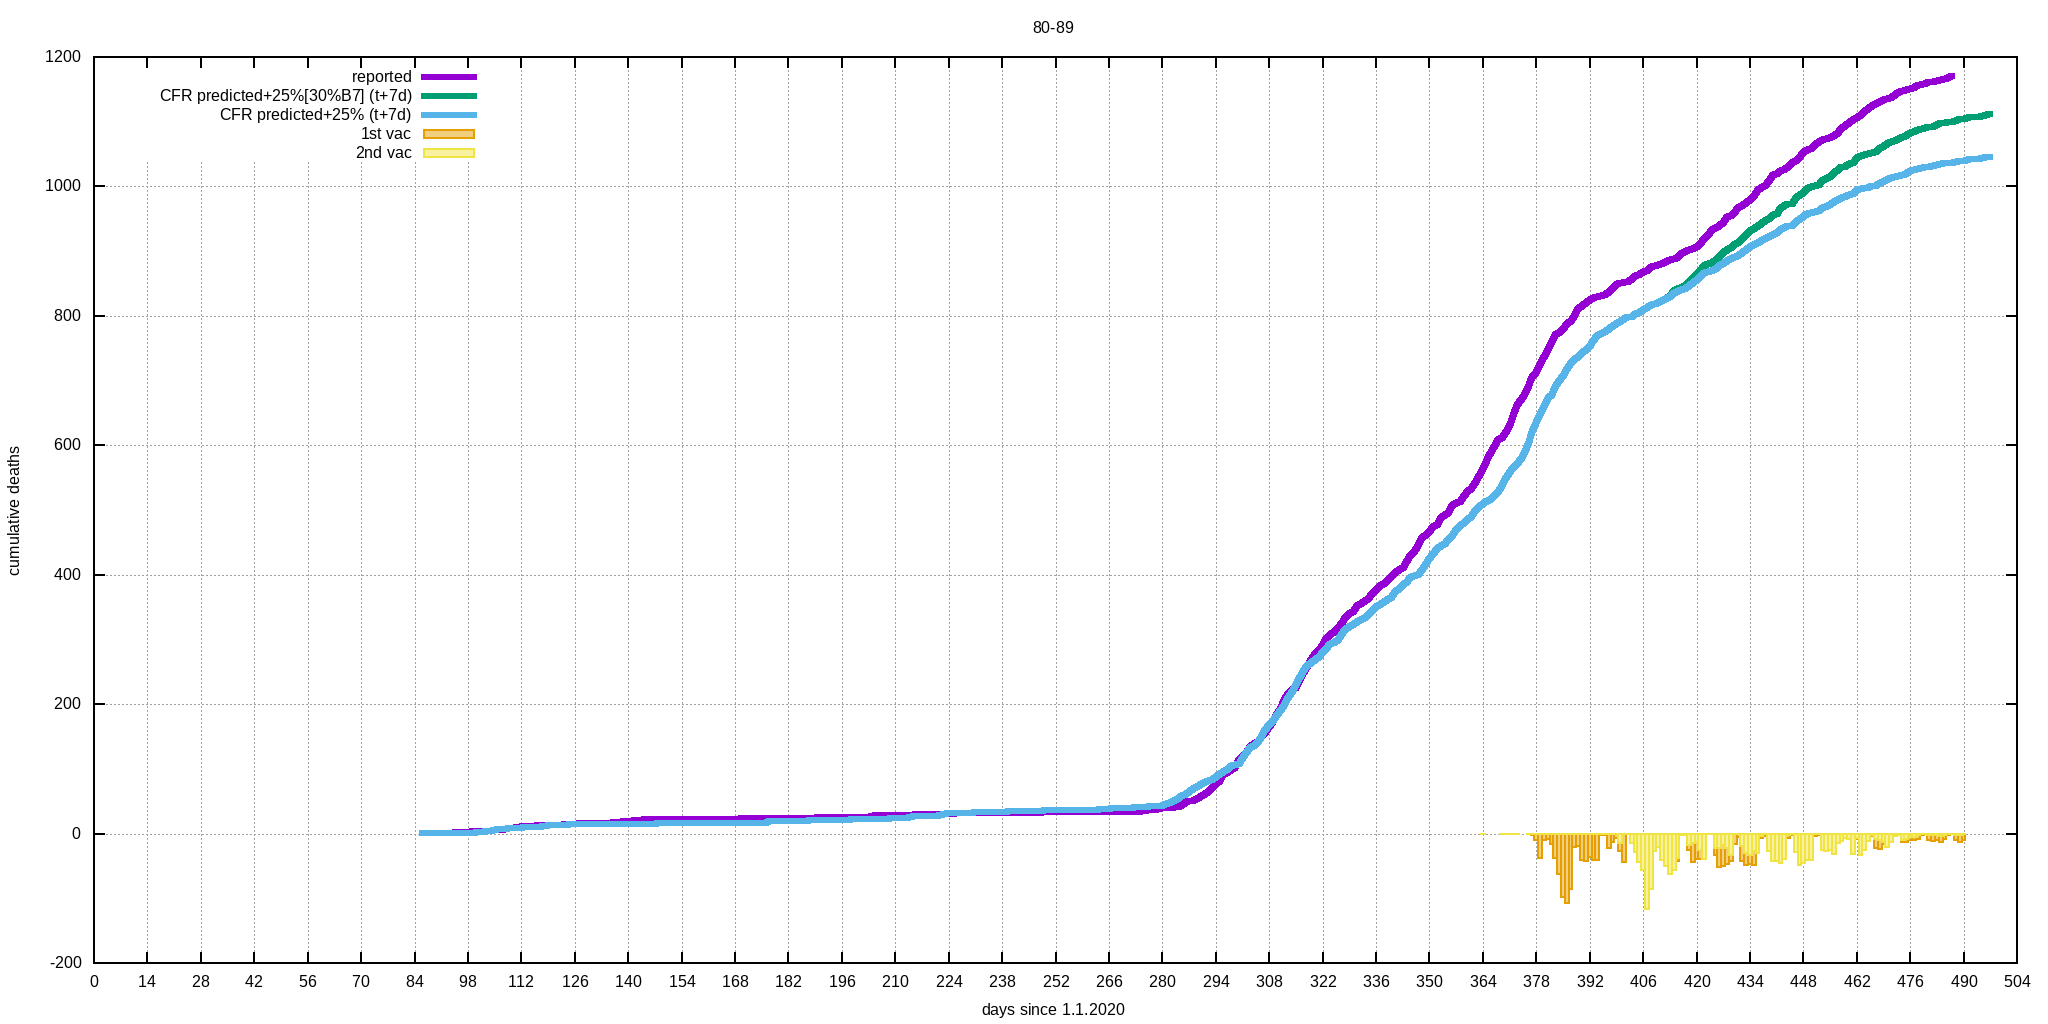 80-89
1200
1000
800
600
400
200
0
-200
cumulative deaths
reported
CFR predicted+25%[30%B7] (t+7d)
CFR predicted+25% (t+7d)
1st vac
2nd vac
0 14 28 42 56 70 84 98 112 126 140 154 168 182 196 210 224 238 252 266 280 294 308 322 336 350 364 378 392 406 420 434 448 462 476 490 504
days since 1.1.2020